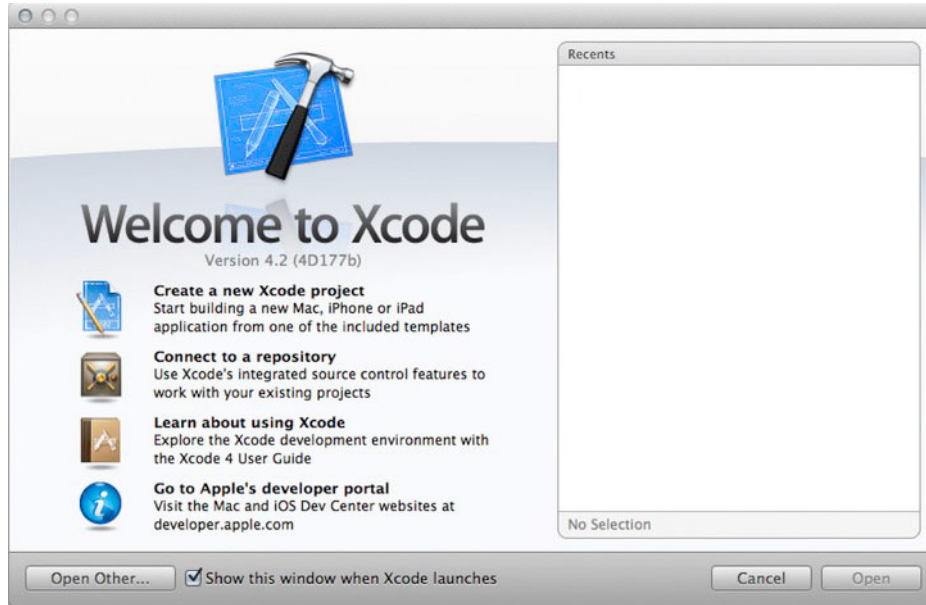 Recents
Welcome to Xcode
Version 4.2 (4D177b)
Create a new Xcode project
Start building a new Mac, iPhone or iPad
application from one of the included templates
Connect to a repository
Use Xcode's integrated source control features to
work with your existing projects
Learn about using Xcode
Explore the Xcode development environment with
the Xcode 4 User Guide
Go to Apple's developer portal
Visit the Mac and iOS Dev Center websites at
developer.apple.com
No Selection
Open Other...
Show this window when Xcode launches
Cancel
Open